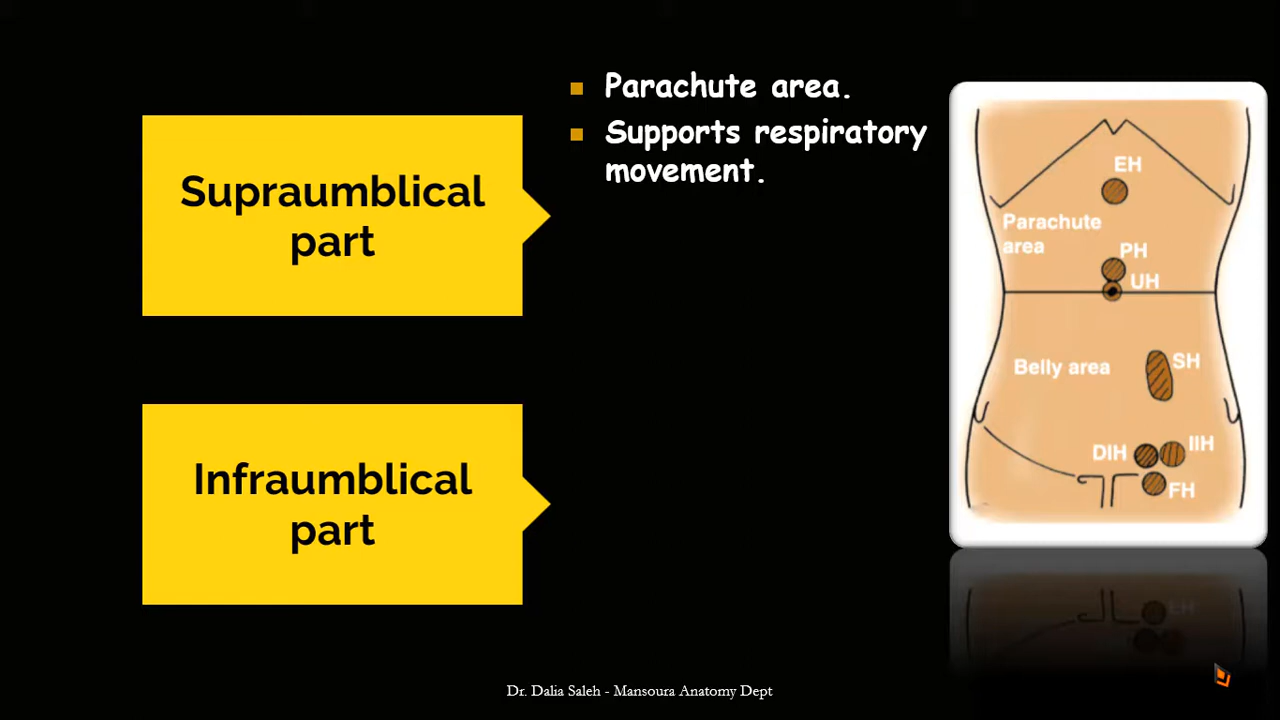 Supraumblical
part
Parachute area.
Supports respiratory
movement.
Infraumblical
part
EH
Parachute
area
PH
UH
Belly area
SH
DIH
IIH
FH
Dr. Dalia Saleh - Mansoura Anatomy Dept